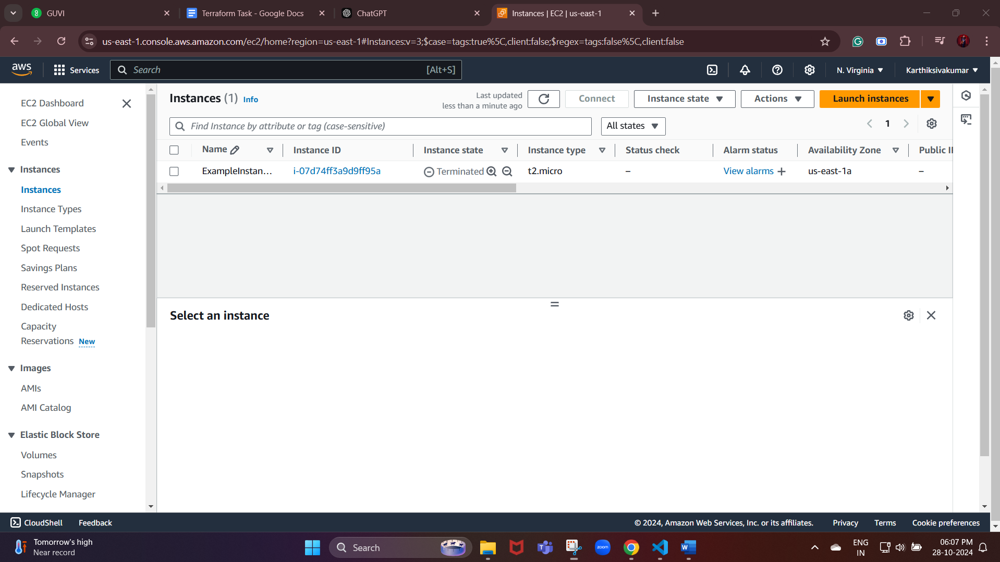 GUVI
Terraform Task - Google Docs
ChatGPT
Instances | EC2 | us-east-1
us-east-1.console.aws.amazon.com/ec2/home?region=us-east-1#Instances:v=3;$case=tags:true%5C,client:false;$regex=tags:false%5C,client:false
aws
Services
Search
[Alt+S]
N. Virginia
Karthiksivakumar
EC2 Dashboard
EC2 Global View
Events
Instances
Instances
Instance Types
Launch Templates
Spot Requests
Savings Plans
Reserved Instances
Dedicated Hosts
Capacity
Reservations New
Images
AMIs
AMI Catalog
Elastic Block Store
Volumes
Snapshots
Lifecycle Manager
Instances (1) Info
Last updated
less than a minute ago
Connect
Instance state
Actions
Launch instances
Find Instance by attribute or tag (case-sensitive)
All states
1
Name Instance ID Instance state Instance type Status check Alarm status Availability Zone Public I
ExampleInstan... i-07d74ff3a9d9ff95a Terminated t2.micro – View alarms + us-east-1a –
Select an instance
CloudShell Feedback
© 2024, Amazon Web Services, Inc. or its affiliates. Privacy Terms Cookie preferences
Tomorrow's high
Near record
Search
zoom
ENG
IN
06:07 PM
28-10-2024